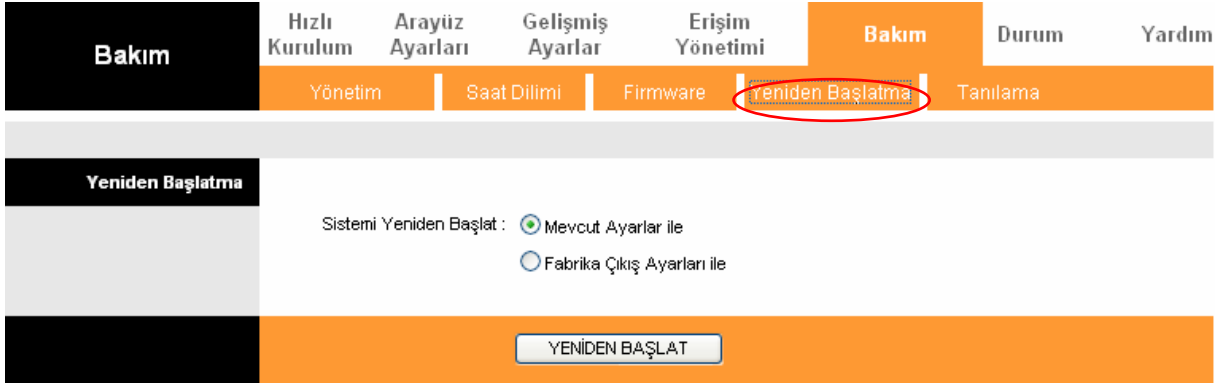 Bakım
Hızlı Kurulum
Arayüz Ayarları
Gelişmiş Ayarlar
Erişim Yönetimi
Bakım
Durum
Yardım
Yönetim
Saat Dilimi
Firmware
Yeniden Başlatma
Tanılama
Yeniden Başlatma
Sistemi Yeniden Başlat :
Mevcut Ayarlar ile
Fabrika Çıkış Ayarları ile
YENİDEN BAŞLAT